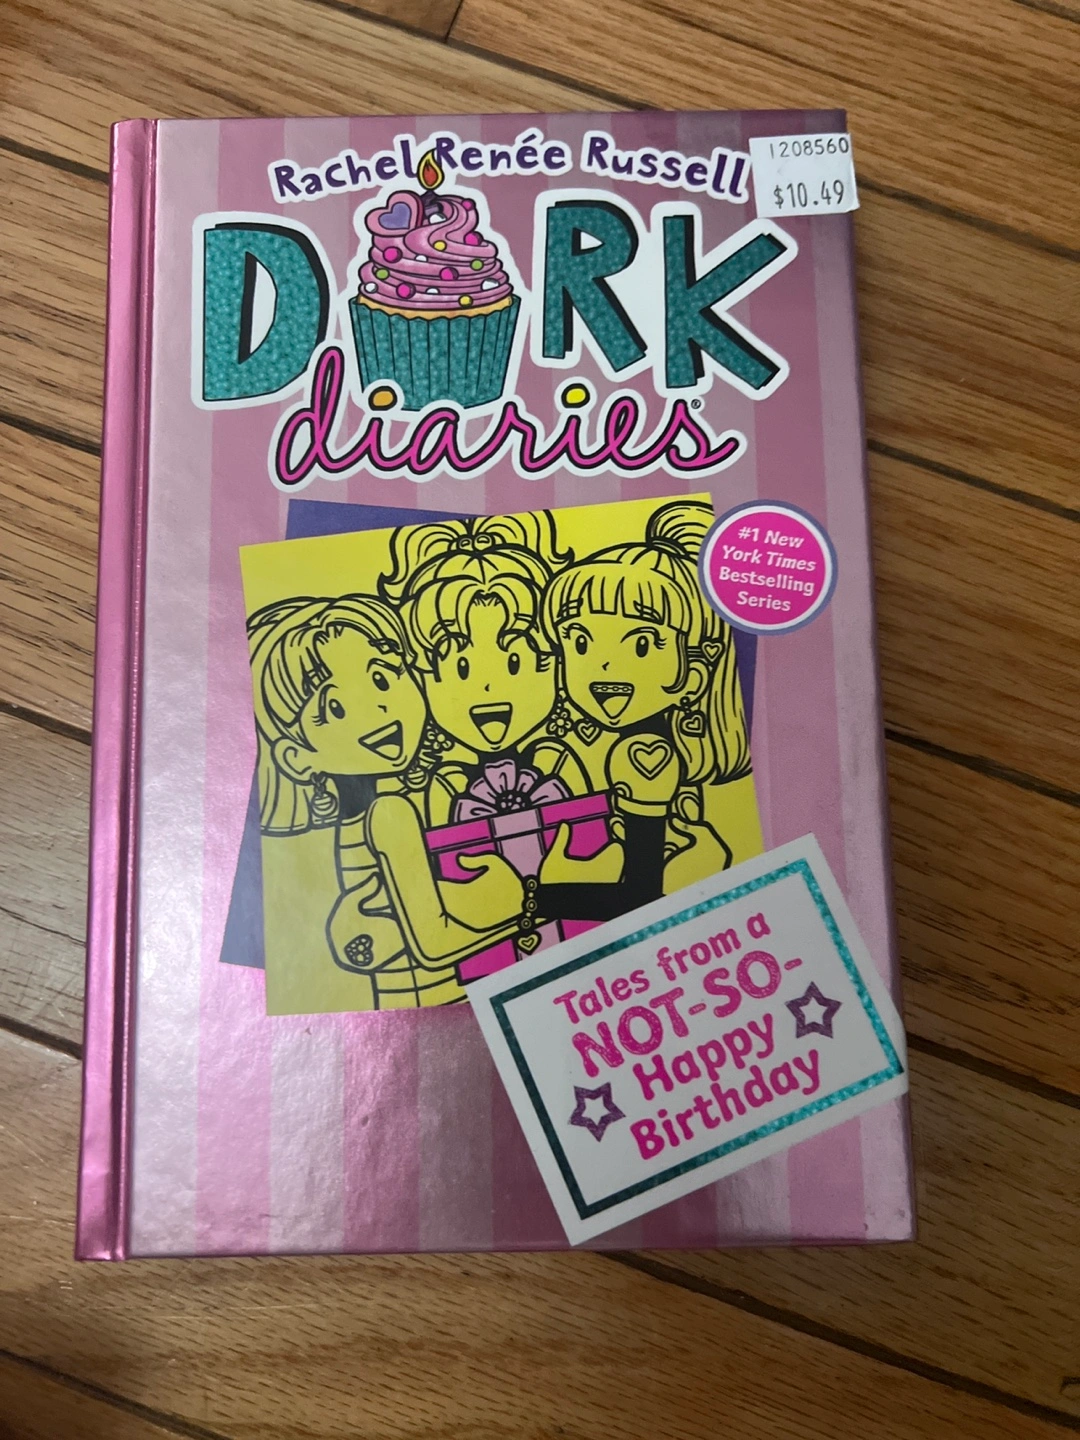 Rachel Renée Russell
1208560
$10.49
DORK
diaries®
#1 New
York Times
Bestselling
Series
Tales from a
NOT-SO-
Happy
Birthday